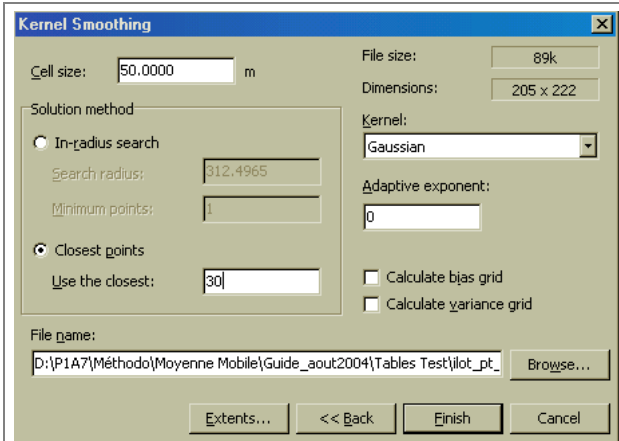 Kernel Smoothing
Cell size: 50.0000 m
File size: 89k
Dimensions: 205 x 222
Solution method
In-radius search
Search radius: 312.4965
Minimum points: 1
Closest points
Use the closest: 30
Kernel:
Gaussian
Adaptive exponent:
0
Calculate bias grid
Calculate variance grid
File name:
D:\P1A7\Méthodo\Moyenne Mobile\Guide_aout2004\Tables Test\ilot_pt_
Browse...
Extents... << Back Finish Cancel